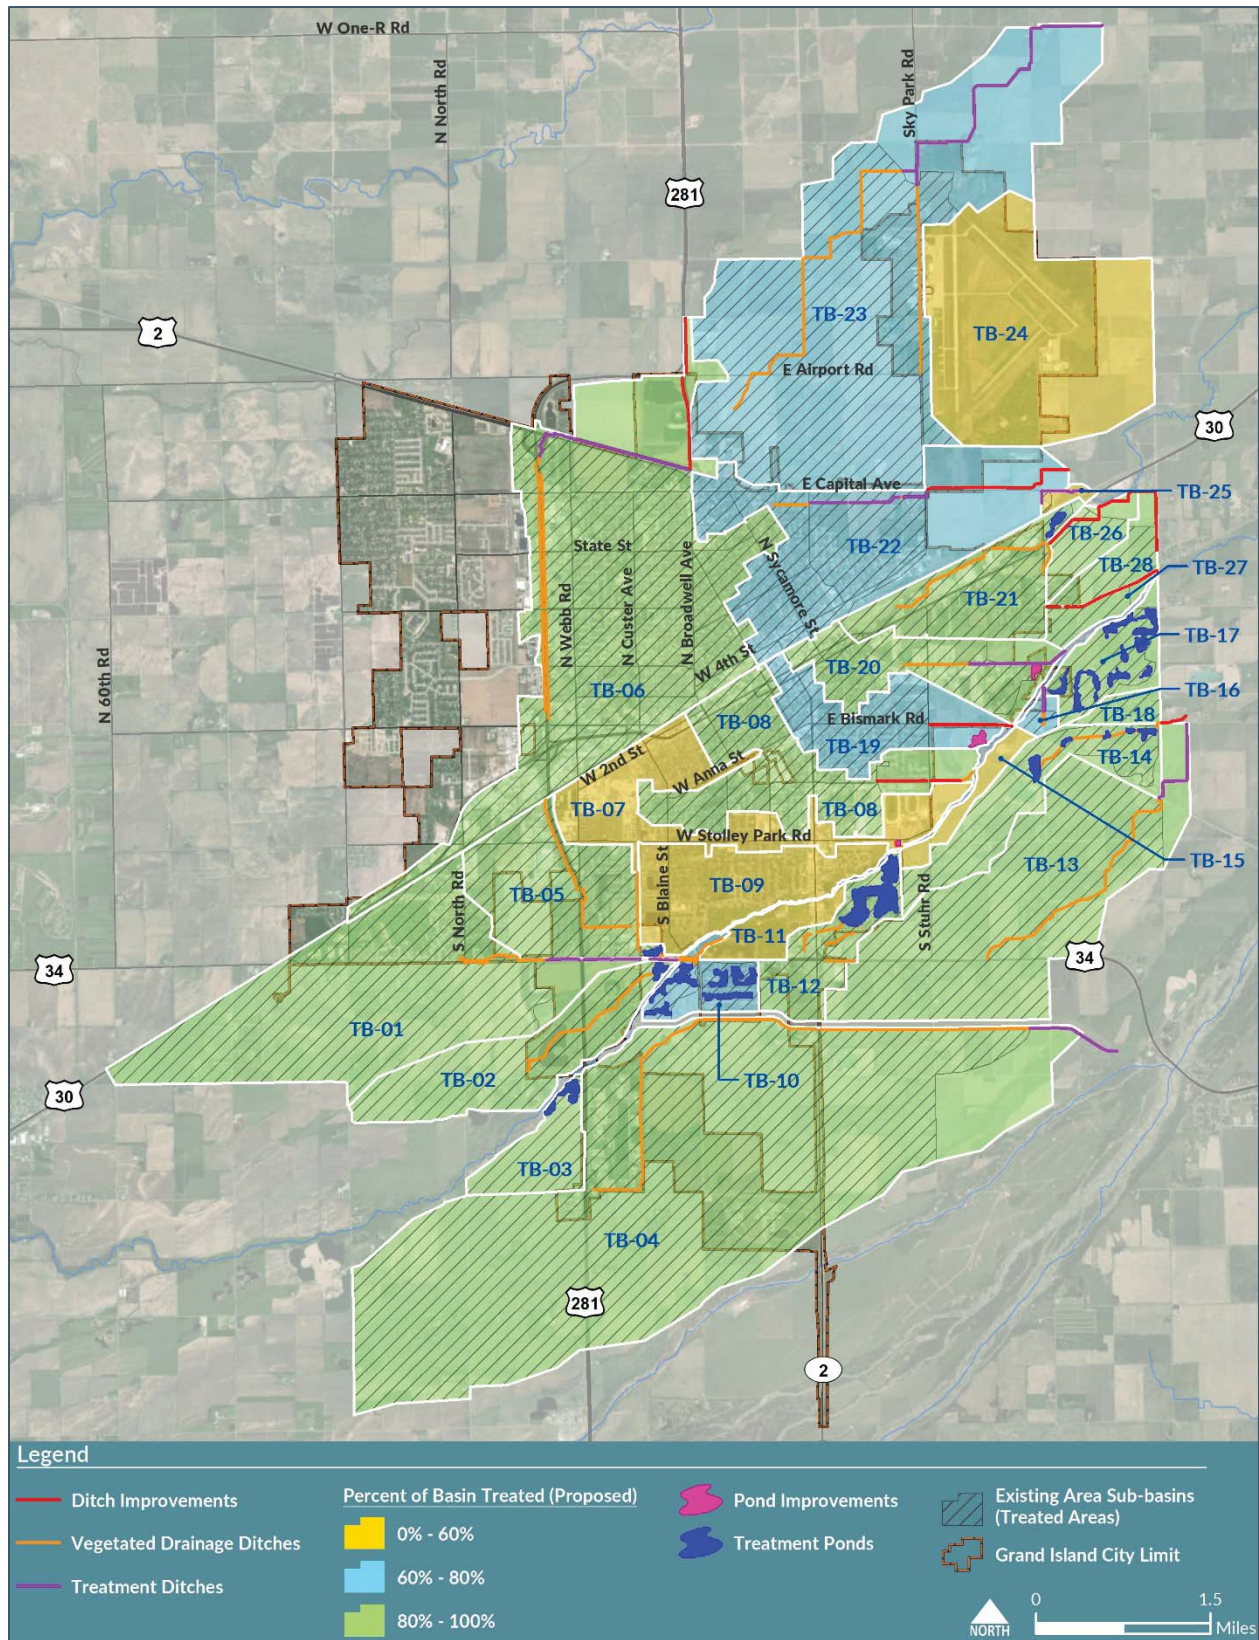 W One-R Rd
N North Rd
Sky Park Rd
281
2
TB-23
TB-24
E Airport Rd
30
E Capital Ave
TB-25
TB-26
State St
N Sycamore St
TB-22
TB-28
TB-27
N Webb Rd
N Custer Ave
N Broadwell Ave
TB-21
TB-17
W 4th St
TB-20
N 60th Rd
TB-06
TB-16
TB-08
E Bismark Rd
TB-18
TB-19
TB-14
W 2nd St
W Anna St
TB-07
TB-08
W Stolley Park Rd
TB-15
TB-13
S Blaine St
TB-09
TB-05
S North Rd
S Stuhr Rd
TB-11
34
34
TB-12
TB-01
TB-02
TB-10
30
TB-03
TB-04
281
2
Legend
Ditch Improvements
Vegetated Drainage Ditches
Treatment Ditches
Percent of Basin Treated (Proposed)
0% - 60%
60% - 80%
80% - 100%
Pond Improvements
Treatment Ponds
Existing Area Sub-basins
(Treated Areas)
Grand Island City Limit
NORTH
0
1.5
Miles